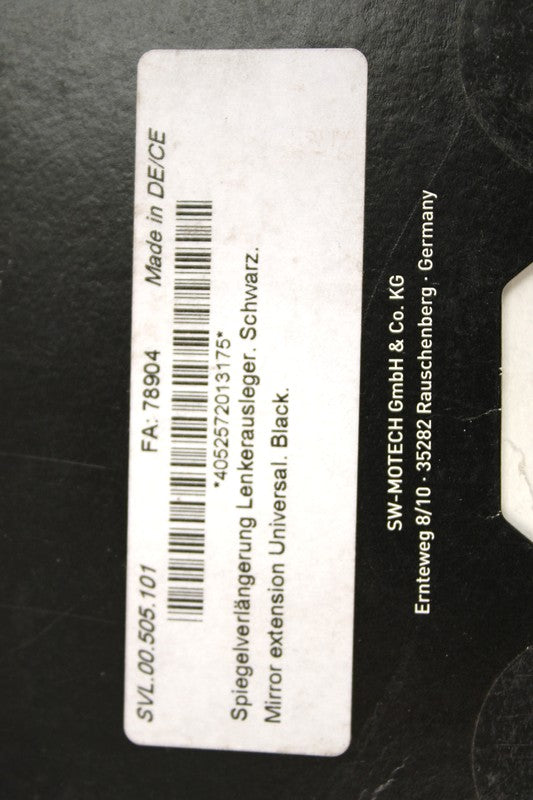 SVL.00.505.101 FA: 78904 Made in DE/CE
*4052572013175*
Spiegelverlängerung Lenkerausleger. Schwarz.
Mirror extension Universal. Black.
SW-MOTECH GmbH & Co. KG
Ernteweg 8/10 · 35282 Rauschenberg · Germany